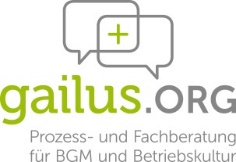 gailus.ORG
Prozess- und Fachberatung
für BGM und Betriebskultur